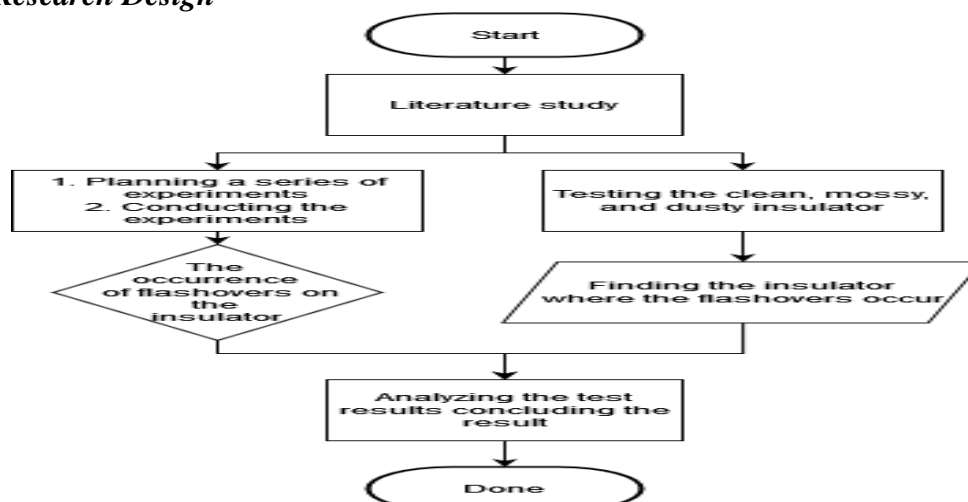 Research Design
Start
Literature study
1. Planning a series of
experiments
2. Conducting the
experiments
Testing the clean, mossy,
and dusty insulator
The
occurrence
of flashovers on
the
insulator
Finding the insulator
where the flashovers occur
Analyzing the test
results concluding the
result
Done